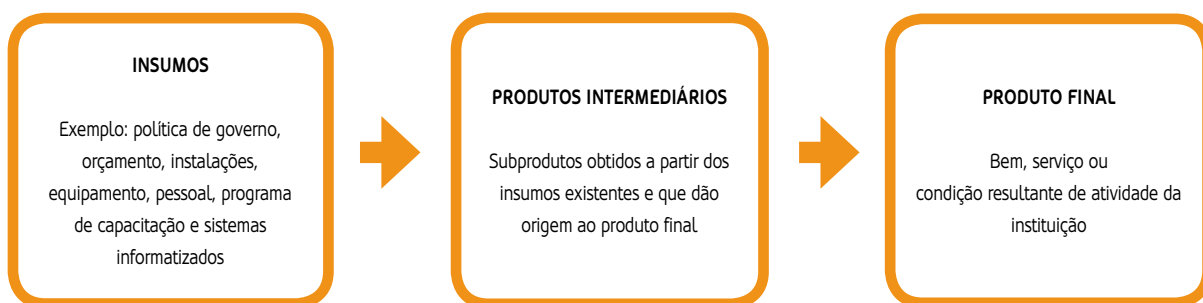 INSUMOS
Exemplo: política de governo,
orçamento, instalações,
equipamento, pessoal, programa
de capacitação e sistemas
informatizados
PRODUTOS INTERMEDIÁRIOS
Subprodutos obtidos a partir dos
insumos existentes e que dão
origem ao produto final
PRODUTO FINAL
Bem, serviço ou
condição resultante de atividade da
instituição